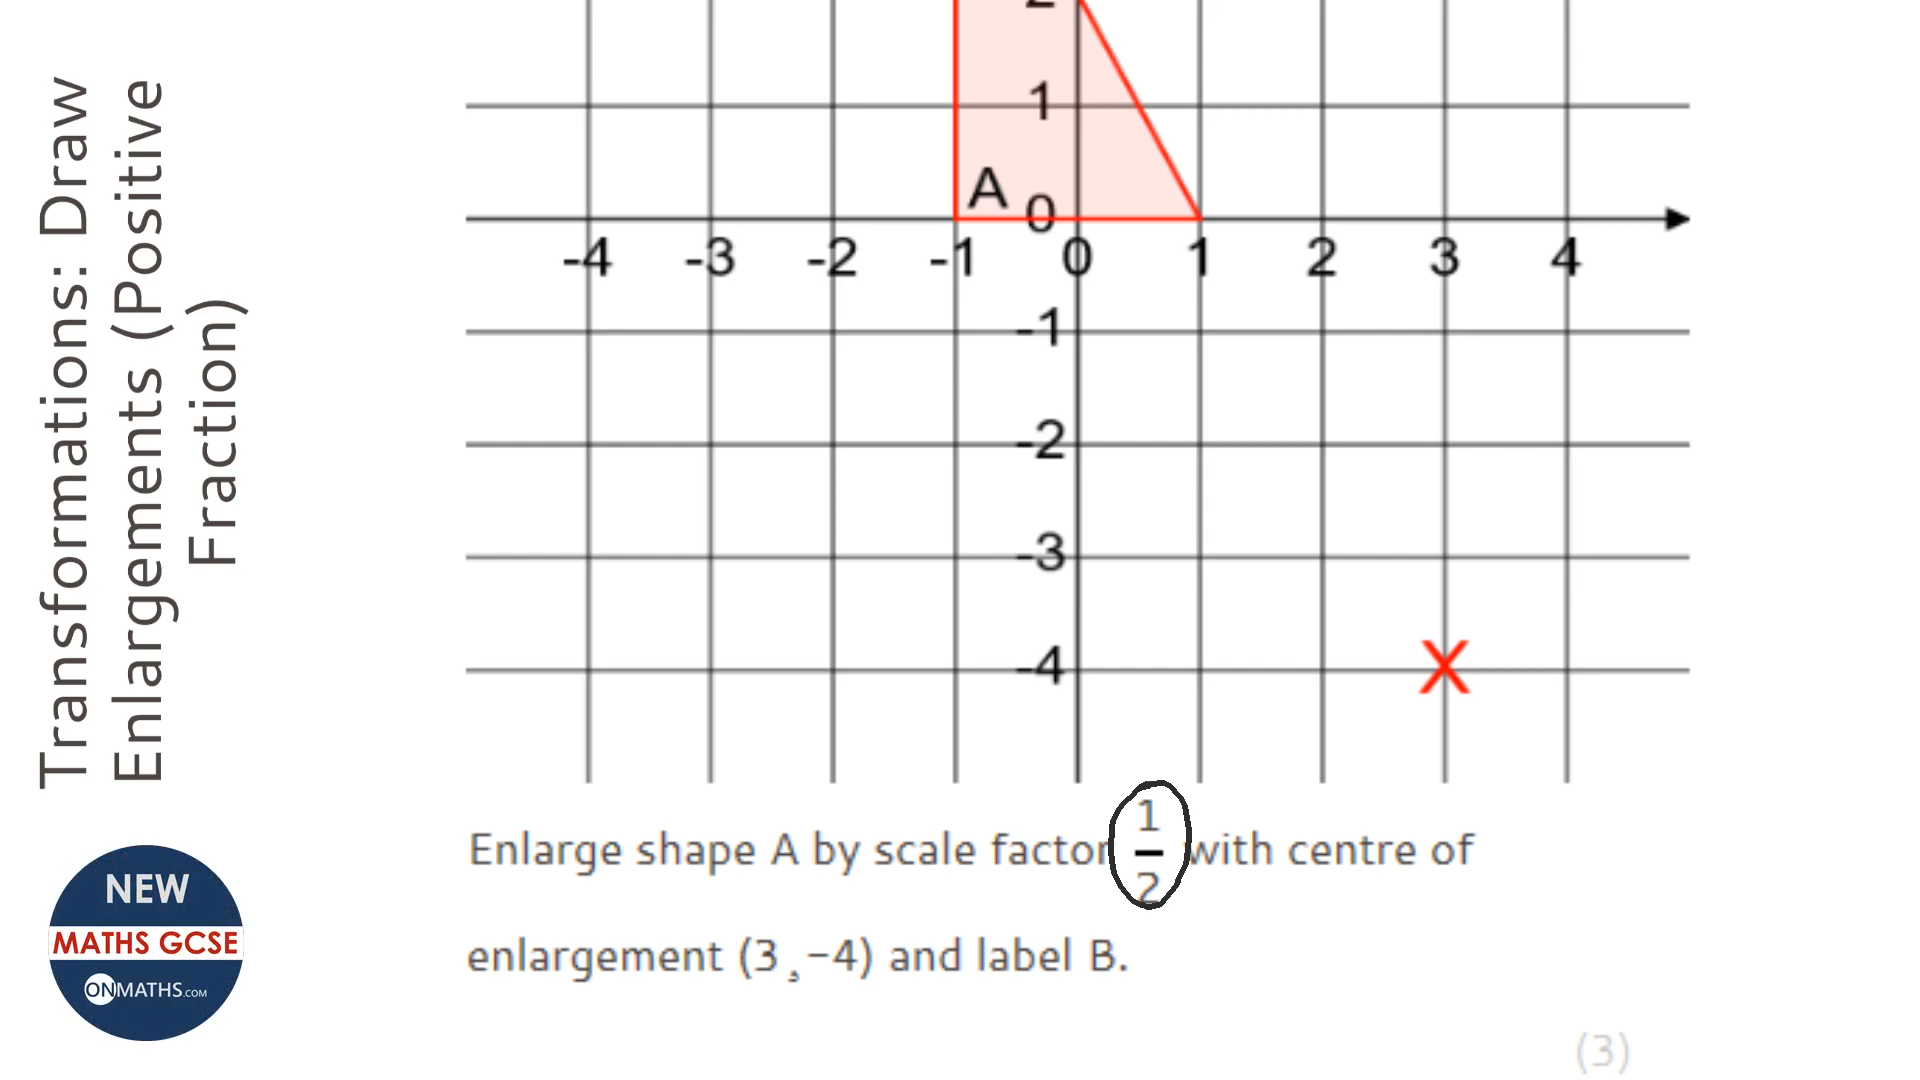 Transformations: Draw
Enlargements (Positive
Fraction)
1
A
0
-4 -3 -2 -1 0 1 2 3 4
-1
-2
-3
-4
X
Enlarge shape A by scale factor 1/2 with centre of
enlargement (3 ,−4) and label B.
(3)
NEW
MATHS GCSE
ONMATHS.COM